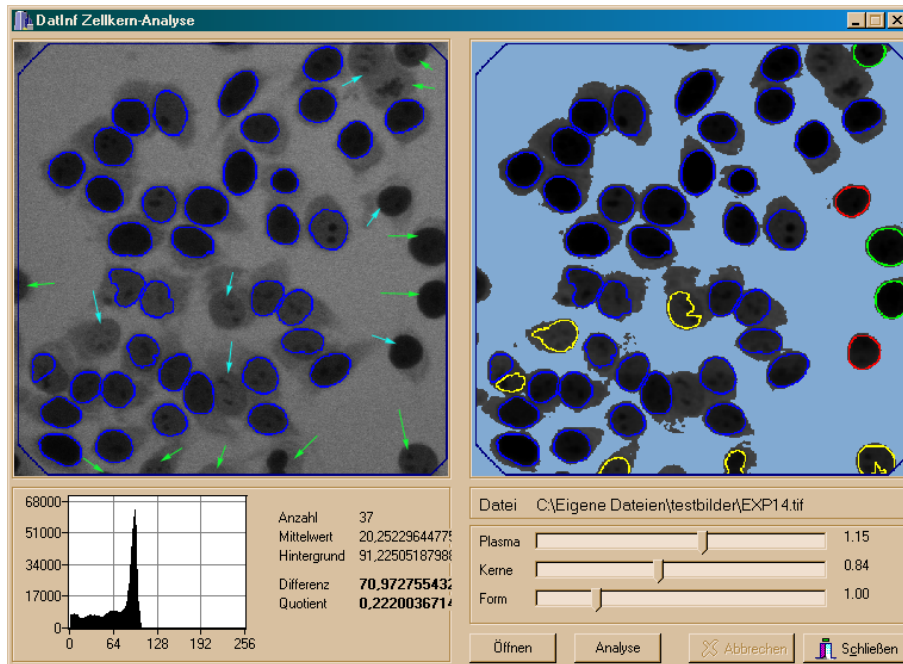 DatInf Zellkern-Analyse
68000
51000
34000
17000
0
0 64 128 192 256
Anzahl 37
Mittelwert 20,2522964477
Hintergrund 91,2250518798
Differenz 70,972755432
Quotient 0,2220036714
Datei C:\Eigene Dateien\testbilder\EXP14.tif
Plasma 1.15
Kerne 0.84
Form 1.00
Öffnen Analyse Abbrechen Schließen